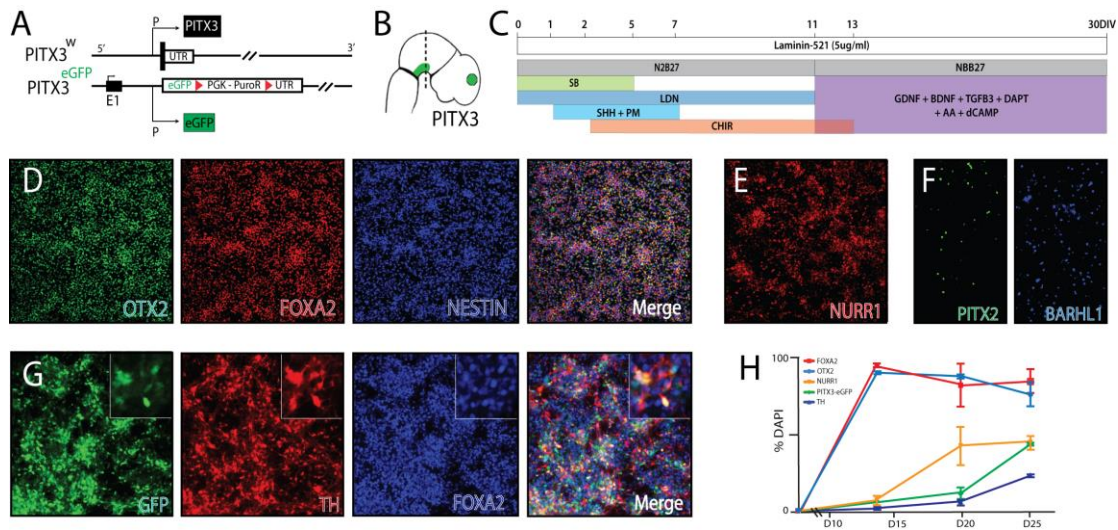 A
P
PITX3
PITX3 W
5'
UTR
3'
PITX3 eGFP
E1
eGFP PGK - PuroR UTR
P
eGFP
B
PITX3
C
0 1 2 5 7 11 13 30DIV
Laminin-521 (5ug/ml)
N2B27 NBB27
SB
LDN
SHH + PM
CHIR
GDNF + BDNF + TGFB3 + DAPT
+ AA + dCAMP
D
OTX2
FOXA2
NESTIN
Merge
E
NURR1
F
PITX2
BARHL1
G
GFP
TH
FOXA2
Merge
H
100
FOXA2
OTX2
NURR1
PITX3-eGFP
TH
% DAPI
0
D10 D15 D20 D25